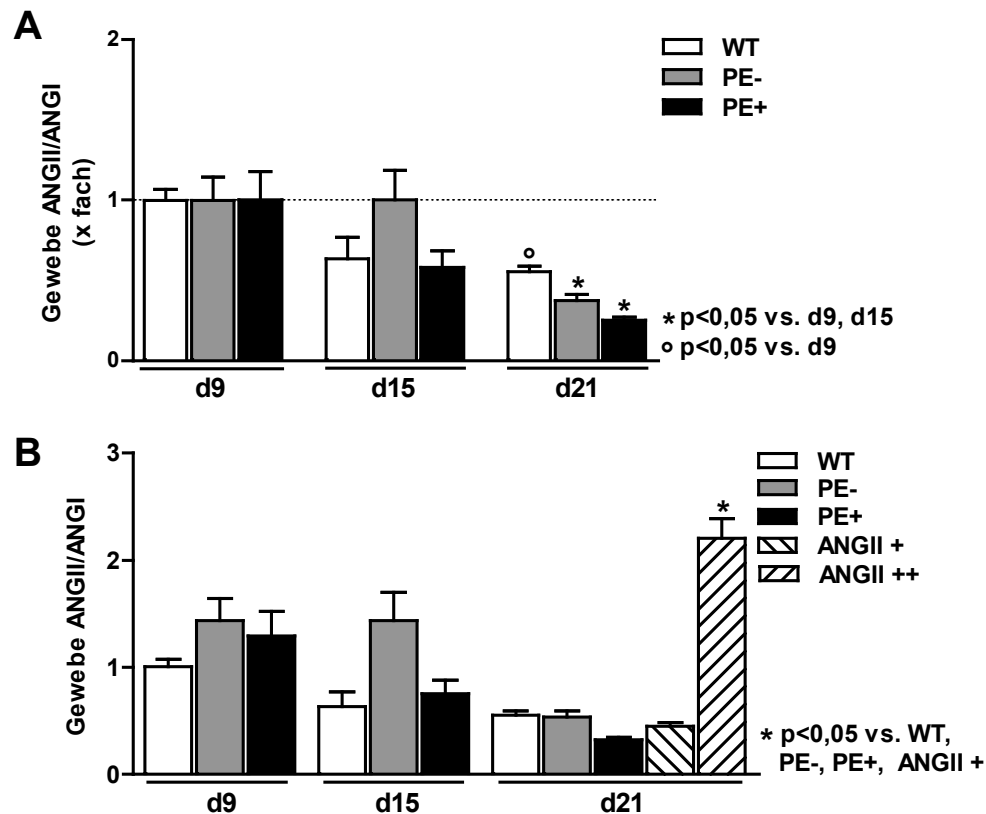 A
Gewebe ANGII/ANGI
(x fach)
2
1
0
WT
PE-
PE+
* * *p<0,05 vs. d9, d15
° °p<0,05 vs. d9
d9 d15 d21
B
Gewebe ANGII/ANGI
3
2
1
0
WT
PE-
PE+
ANGII +
ANGII ++
*
*p<0,05 vs. WT,
PE-, PE+, ANGII +
d9 d15 d21